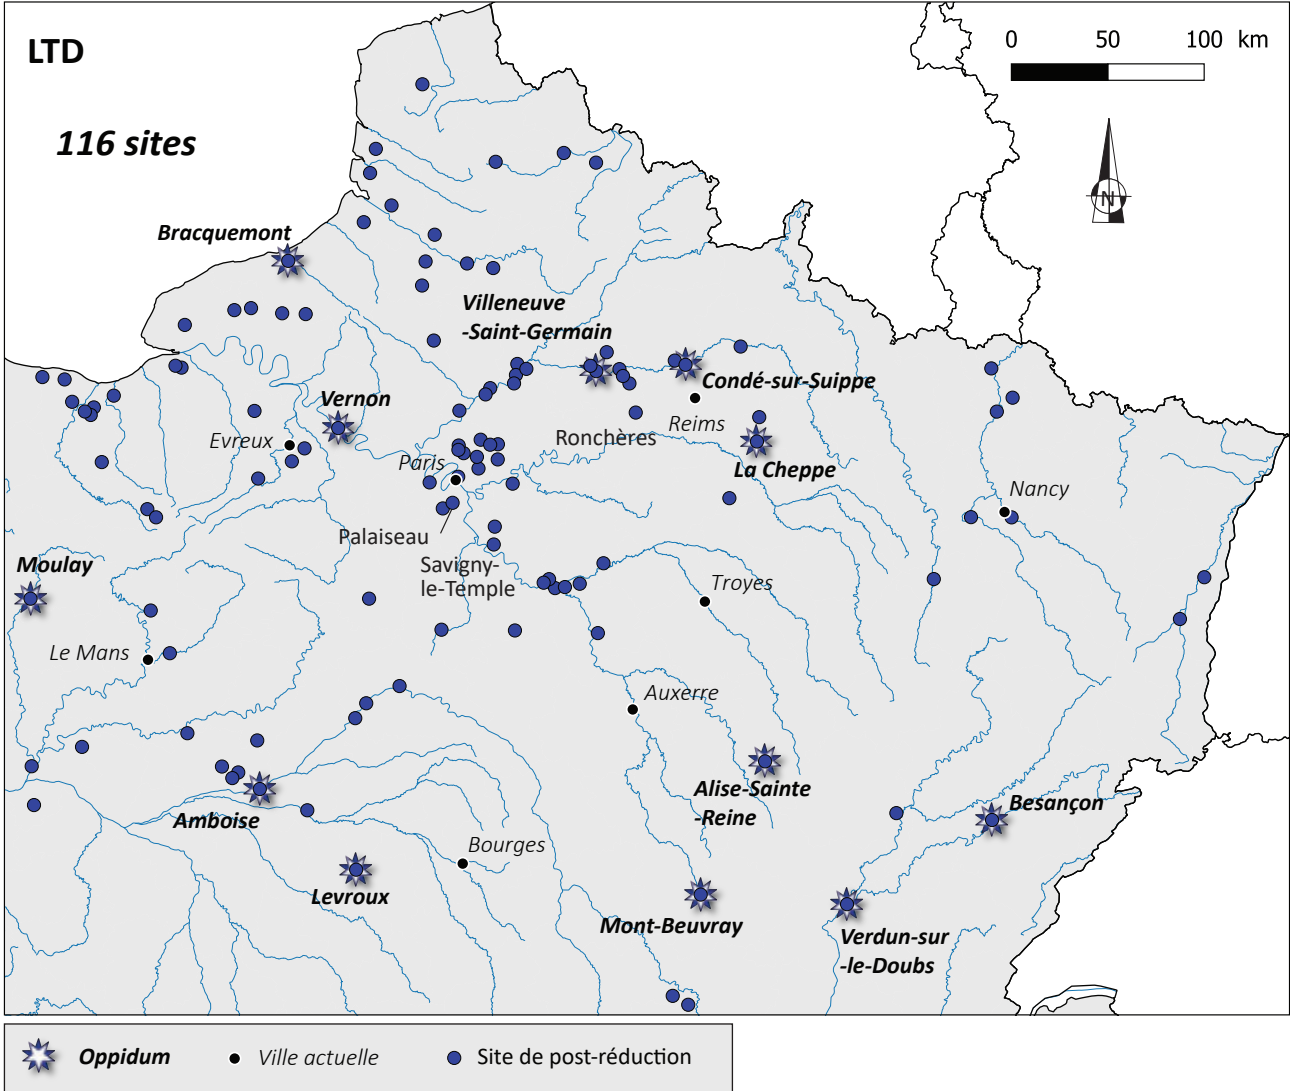 LTD
0 50 100 km
116 sites
N
Bracquemont
Villeneuve
-Saint-Germain
Condé-sur-Suippe
Vernon
Reims
Evreux
Ronchères
Paris
La Cheppe
Nancy
Palaiseau
Moulay
Savigny-
le-Temple
Troyes
Le Mans
Auxerre
Alise-Sainte
-Reine
Besançon
Amboise
Bourges
Levroux
Mont-Beuvray
Verdun-sur
-le-Doubs
Oppidum Ville actuelle Site de post-réduction